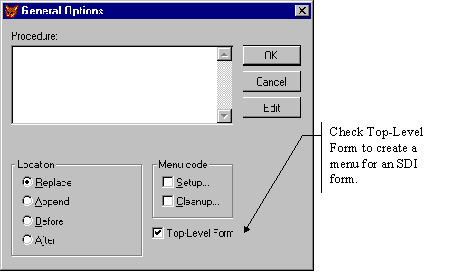 General Options
Procedure:
OK
Cancel
Edit
Check Top-Level
Form to create a
menu for an SDI
form.
Location
Replace
Append
Before
After
Menu code
Setup...
Cleanup...
Top-Level Form